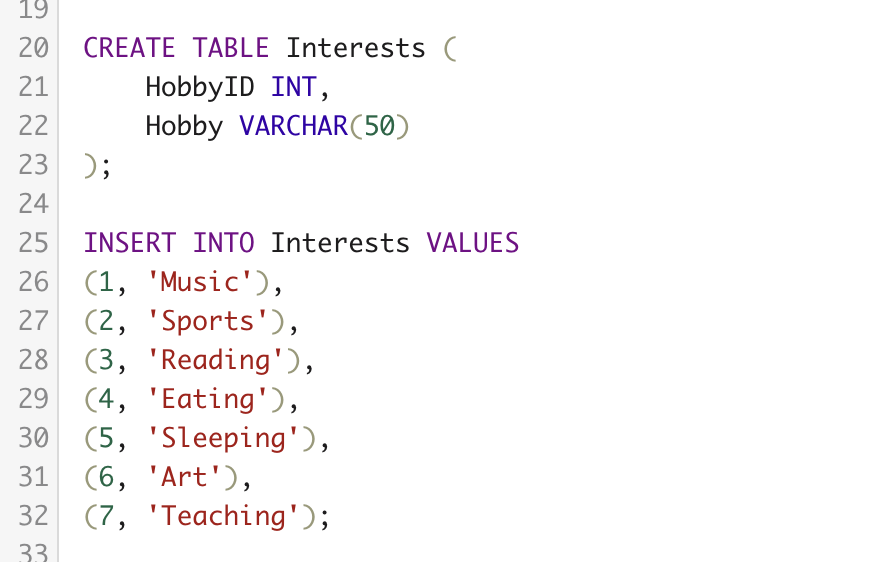 19
20 CREATE TABLE Interests (
21     HobbyID INT,
22     Hobby VARCHAR(50)
23 );
24
25 INSERT INTO Interests VALUES
26 (1, 'Music'),
27 (2, 'Sports'),
28 (3, 'Reading'),
29 (4, 'Eating'),
30 (5, 'Sleeping'),
31 (6, 'Art'),
32 (7, 'Teaching');
33